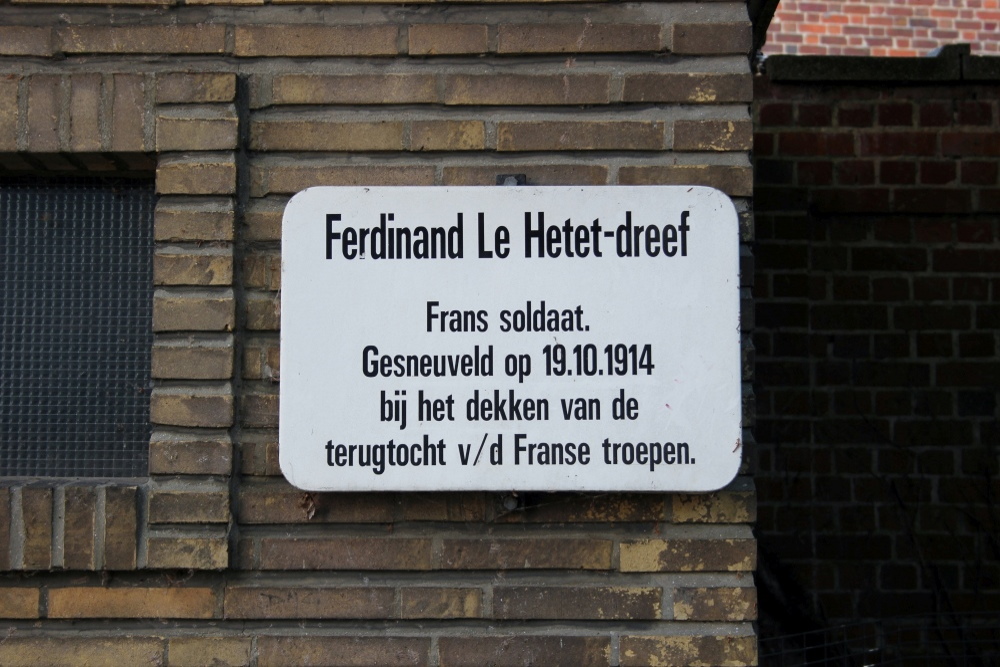 Ferdinand Le Hetet-dreef
Frans soldaat.
Gesneuveld op 19.10.1914
bij het dekken van de
terugtocht v/d Franse troepen.